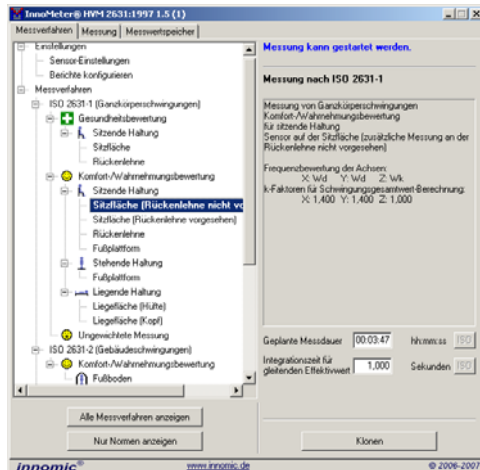 InnoMeter® HVM 2631:1997 1.5 (1)
Messverfahren
Messung
Messwertspeicher
Einstellungen
Sensor-Einstellungen
Berichte konfigurieren
Messverfahren
ISO 2631-1 (Ganzkörperschwingungen)
Gesundheitsbewertung
Sitzende Haltung
Sitzfläche
Rückenlehne
Komfort-/Wahrnehmungsbewertung
Sitzende Haltung
Sitzfläche (Rückenlehne nicht vo
Sitzfläche (Rückenlehne vorgesehen)
Rückenlehne
Fußplattform
Stehende Haltung
Fußplattform
Liegende Haltung
Liegefläche (Hüfte)
Liegefläche (Kopf)
Ungewichtete Messung
ISO 2631-2 (Gebäudeschwingungen)
Komfort-/Wahrnehmungsbewertung
Fußboden
Alle Messverfahren anzeigen
Nur Normen anzeigen
Messung kann gestartet werden.
Messung nach ISO 2631-1
Messung von Ganzkörperschwingungen
Komfort-/Wahrnehmungsbewertung
für sitzende Haltung
Sensor auf der Sitzfläche (zusätzliche Messung an der
Rückenlehne nicht vorgesehen)
Frequenzbewertung der Achsen:
X: Wd Y: Wd Z: Wk
k-Faktoren für Schwingungsgesamtwert-Berechnung:
X: 1,400 Y: 1,400 Z: 1,000
Geplante Messdauer 00:03:47 hh:mm:ss ISO
Integrationszeit für
gleitenden Effektivwert 1,000 Sekunden ISO
Klonen
innomic® www.innomic.de © 2006-2007